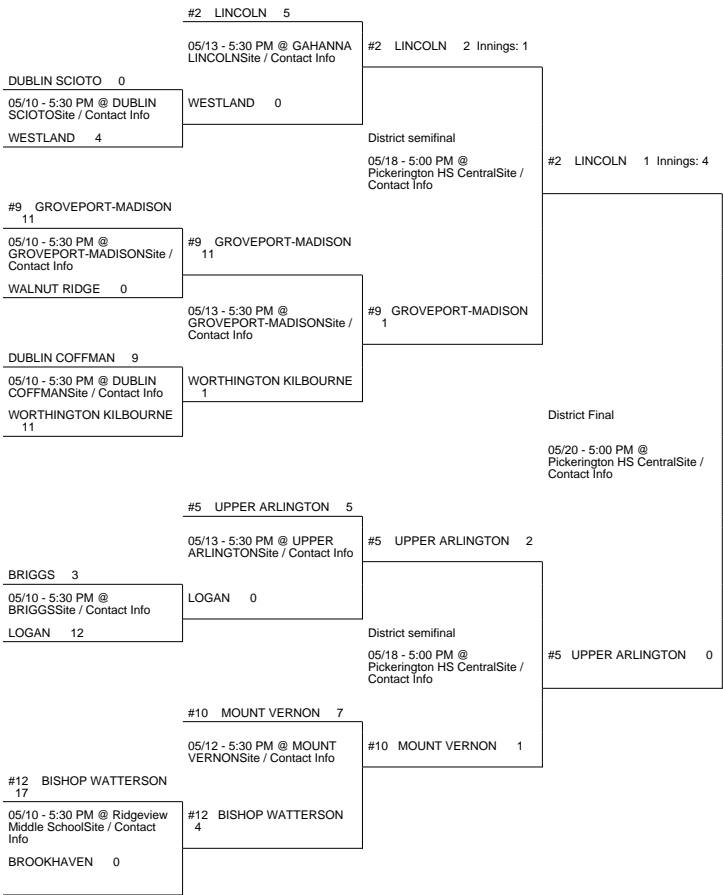 #2 LINCOLN 5
05/13 - 5:30 PM @ GAHANNA
LINCOLNSite / Contact Info
#2 LINCOLN 2 Innings: 1
DUBLIN SCIOTO 0
05/10 - 5:30 PM @ DUBLIN
SCIOTOSite / Contact Info
WESTLAND 0
WESTLAND 4
District semifinal
05/18 - 5:00 PM @
Pickerington HS CentralSite /
Contact Info
#2 LINCOLN 1 Innings: 4
#9 GROVEPORT-MADISON
11
05/10 - 5:30 PM @
GROVEPORT-MADISONSite /
Contact Info
#9 GROVEPORT-MADISON
11
WALNUT RIDGE 0
05/13 - 5:30 PM @
GROVEPORT-MADISONSite /
Contact Info
#9 GROVEPORT-MADISON
1
DUBLIN COFFMAN 9
05/10 - 5:30 PM @ DUBLIN
COFFMANSite / Contact Info
WORTHINGTON KILBOURNE
1
WORTHINGTON KILBOURNE
11
District Final
05/20 - 5:00 PM @
Pickerington HS CentralSite /
Contact Info
#5 UPPER ARLINGTON 5
05/13 - 5:30 PM @ UPPER
ARLINGTONSite / Contact Info
#5 UPPER ARLINGTON 2
BRIGGS 3
05/10 - 5:30 PM @
BRIGGSSite / Contact Info
LOGAN 0
LOGAN 12
District semifinal
05/18 - 5:00 PM @
Pickerington HS CentralSite /
Contact Info
#5 UPPER ARLINGTON 0
#10 MOUNT VERNON 7
05/12 - 5:30 PM @ MOUNT
VERNONSite / Contact Info
#10 MOUNT VERNON 1
#12 BISHOP WATTERSON
17
05/10 - 5:30 PM @ Ridgeview
Middle SchoolSite / Contact
Info
#12 BISHOP WATTERSON
4
BROOKHAVEN 0